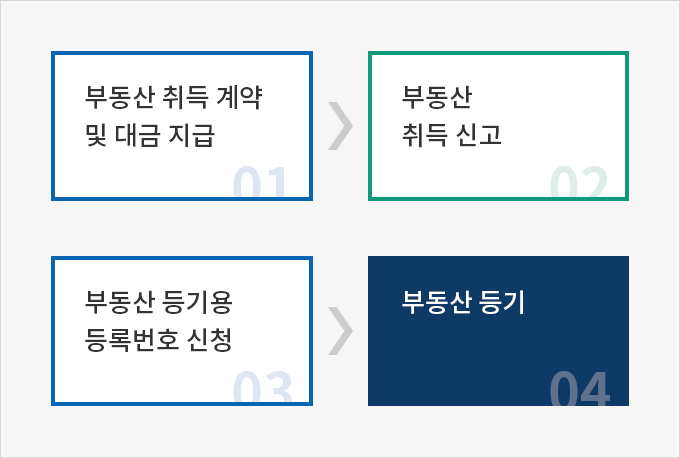 부동산 취득 계약
및 대금 지급
01
부동산
취득 신고
02
부동산 등기용
등록번호 신청
03
부동산 등기
04